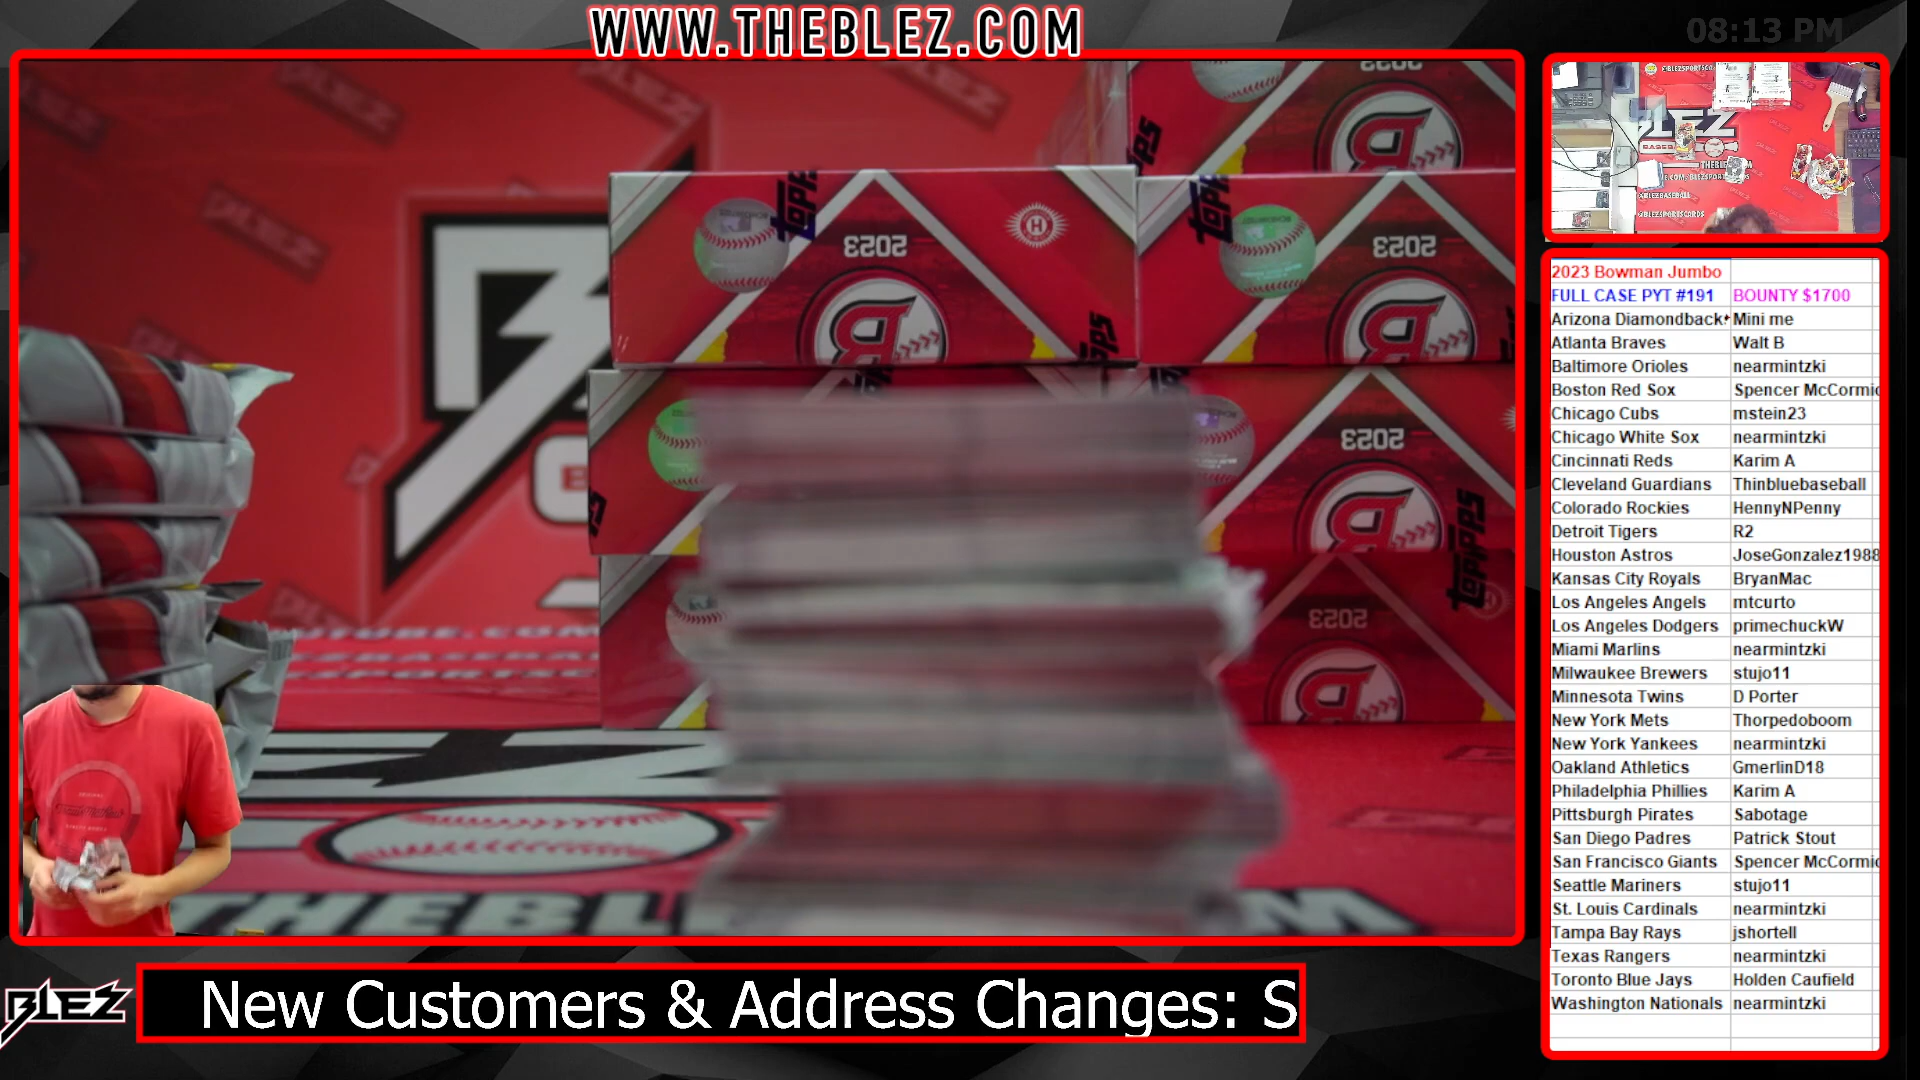 WWW.THEBLEZ.COM
08:13 PM
2023 Bowman Jumbo
FULL CASE PYT #191 BOUNTY $1700
Arizona Diamondback Mini me
Atlanta Braves Walt B
Baltimore Orioles nearmintzki
Boston Red Sox Spencer McCormic
Chicago Cubs mstein23
Chicago White Sox nearmintzki
Cincinnati Reds Karim A
Cleveland Guardians Thinbluebaseball
Colorado Rockies HennyNPenny
Detroit Tigers R2
Houston Astros JoseGonzalez1988
Kansas City Royals BryanMac
Los Angeles Angels mtcurto
Los Angeles Dodgers primechuckW
Miami Marlins nearmintzki
Milwaukee Brewers stujo11
Minnesota Twins D Porter
New York Mets Thorpedoboom
New York Yankees nearmintzki
Oakland Athletics GmerlinD18
Philadelphia Phillies Karim A
Pittsburgh Pirates Sabotage
San Diego Padres Patrick Stout
San Francisco Giants Spencer McCormic
Seattle Mariners stujo11
St. Louis Cardinals nearmintzki
Tampa Bay Rays jshortell
Texas Rangers nearmintzki
Toronto Blue Jays Holden Caufield
Washington Nationals nearmintzki
topps
2023
topps
2023
2023
topps
2023
BLEZ
New Customers & Address Changes: S